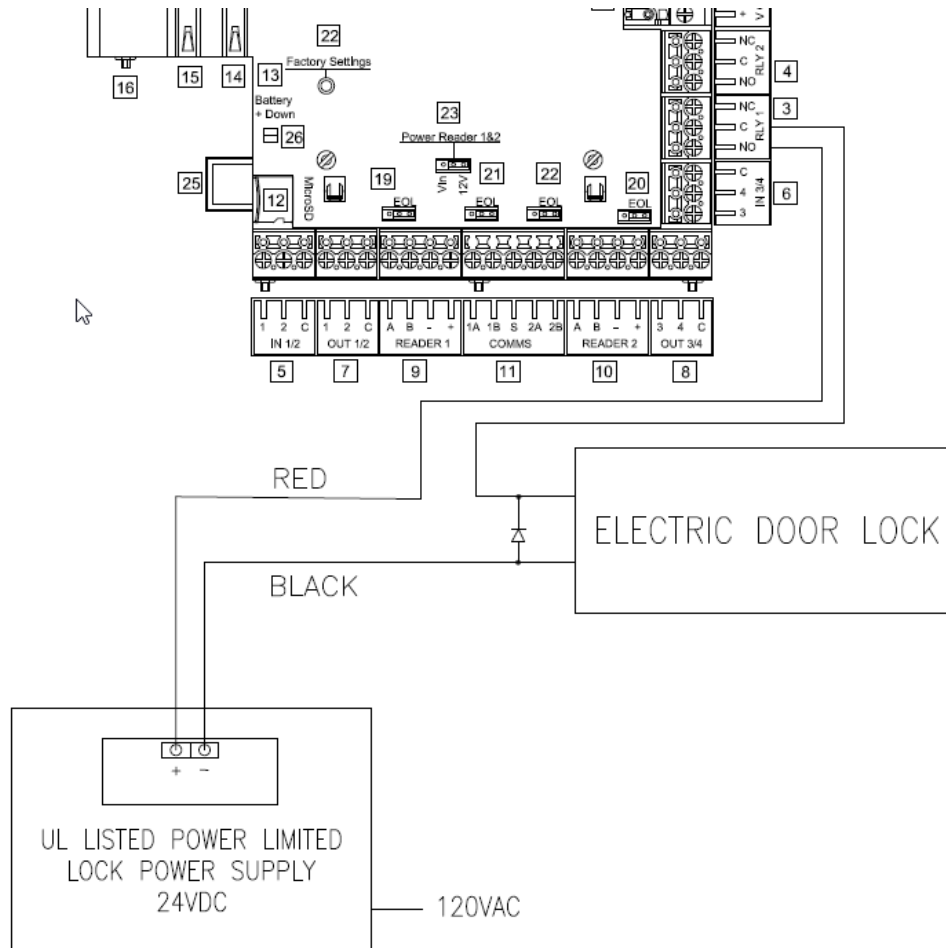 + V
22
Factory Settings
16
15
14
13
Battery
+ Down
26
23
Power Reader 1&2
Vin
12V
NC
C
NO
RLY 2
4
NC
C
NO
RLY 1
3
C
4
3
IN 3/4
6
25
12
MicroSD
19
EOL
21
EOL
22
EOL
20
EOL
1 2 C
IN 1/2
1 2 C
OUT 1/2
A B - +
READER 1
1A 1B S 2A 2B
COMMS
A B - +
READER 2
3 4 C
OUT 3/4
5
7
9
11
10
8
RED
BLACK
ELECTRIC DOOR LOCK
+ -
UL LISTED POWER LIMITED
LOCK POWER SUPPLY
24VDC
120VAC